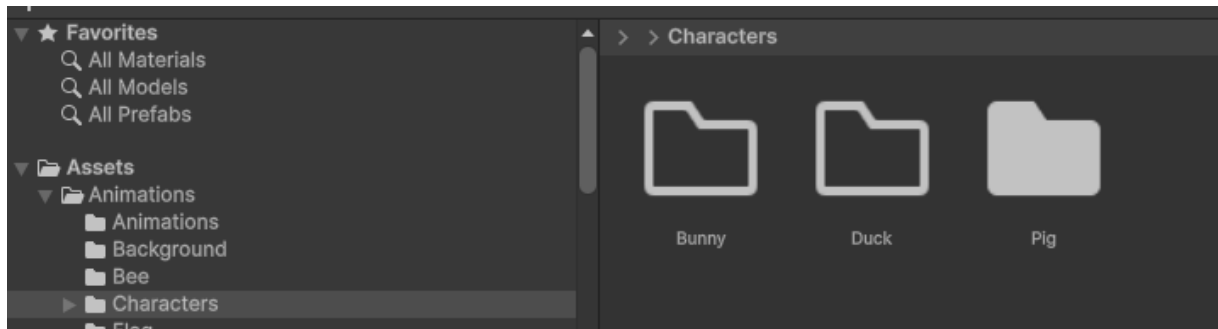 Favorites
All Materials
All Models
All Prefabs
Assets
Animations
Animations
Background
Bee
Characters
> > Characters
Bunny
Duck
Pig